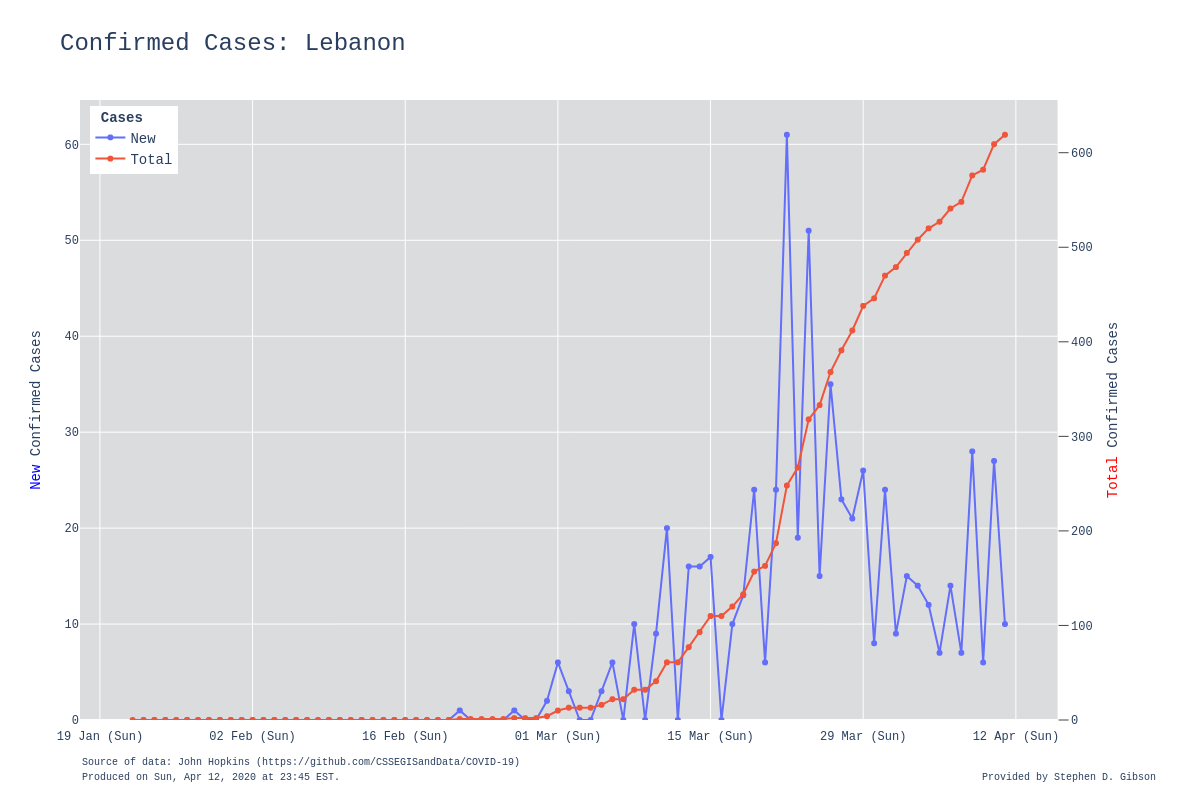 Confirmed Cases: Lebanon
Cases
New
Total
60
50
40
30
20
10
0
600
500
400
300
200
100
0
New Confirmed Cases
Total Confirmed Cases
19 Jan (Sun)
02 Feb (Sun)
16 Feb (Sun)
01 Mar (Sun)
15 Mar (Sun)
29 Mar (Sun)
12 Apr (Sun)
Source of data: John Hopkins (https://github.com/CSSEGISandData/COVID-19)
Produced on Sun, Apr 12, 2020 at 23:45 EST.
Provided by Stephen D. Gibson